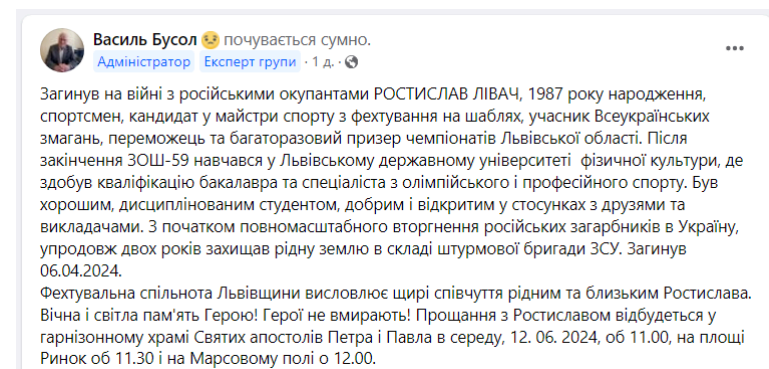 Василь Бусол 😟 почувається сумно.
Адміністратор Експерт групи · 1 д. ·
Загинув на війні з російськими окупантами РОСТИСЛАВ ЛІВАЧ, 1987 року народження,
спортсмен, кандидат у майстри спорту з фехтування на шаблях, учасник Всеукраїнських
змагань, переможець та багаторазовий призер чемпіонатів Львівської області. Після
закінчення ЗОШ-59 навчався у Львівському державному університеті фізичної культури, де
здобув кваліфікацію бакалавра та спеціаліста з олімпійського і професійного спорту. Був
хорошим, дисциплінованим студентом, добрим і відкритим у стосунках з друзями та
викладачами. З початком повномасштабного вторгнення російських загарбників в Україну,
упродовж двох років захищав рідну землю в складі штурмової бригади ЗСУ. Загинув
06.04.2024.
Фехтувальна спільнота Львівщини висловлює щирі співчуття рідним та близьким Ростислава.
Вічна і світла пам'ять Герою! Герої не вмирають! Прощання з Ростиславом відбудеться у
гарнізонному храмі Святих апостолів Петра і Павла в середу, 12. 06. 2024, об 11.00, на площі
Ринок об 11.30 і на Марсовому полі о 12.00.